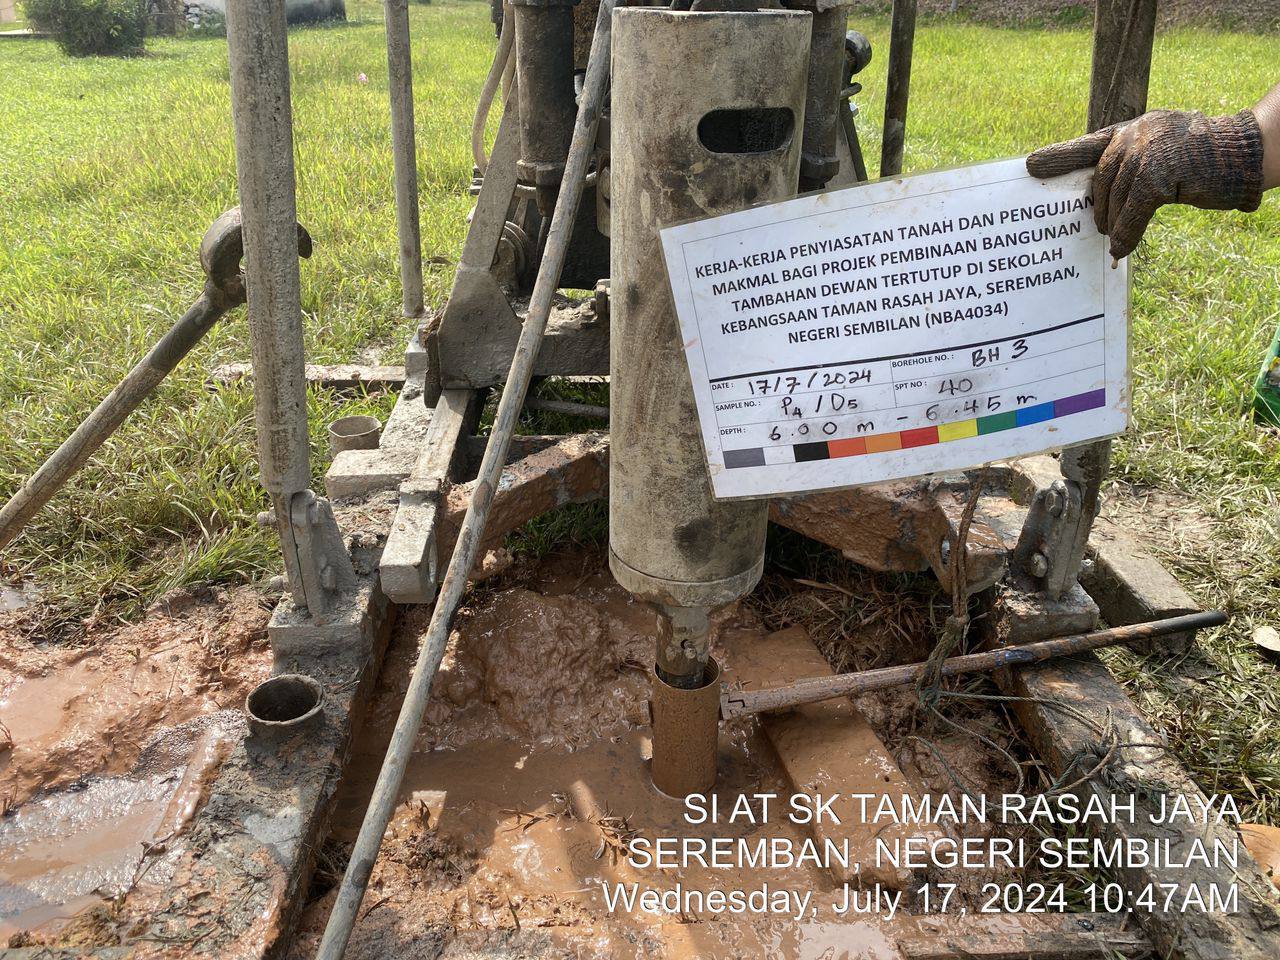 KERJA-KERJA PENYIASATAN TANAH DAN PENGUJIAN
MAKMAL BAGI PROJEK PEMBINAAN BANGUNAN
TAMBAHAN DEWAN TERTUTUP DI SEKOLAH
KEBANGSAAN TAMAN RASAH JAYA, SEREMBAN,
NEGERI SEMBILAN (NBA4034)
DATE : 17/7/2024 BOREHOLE NO. : BH 3
SAMPLE NO. : P4/D5 SPT NO : 40
DEPTH : 6.00 m - 6.45 m
SI AT SK TAMAN RASAH JAYA
SEREMBAN, NEGERI SEMBILAN
Wednesday, July 17, 2024 10:47AM